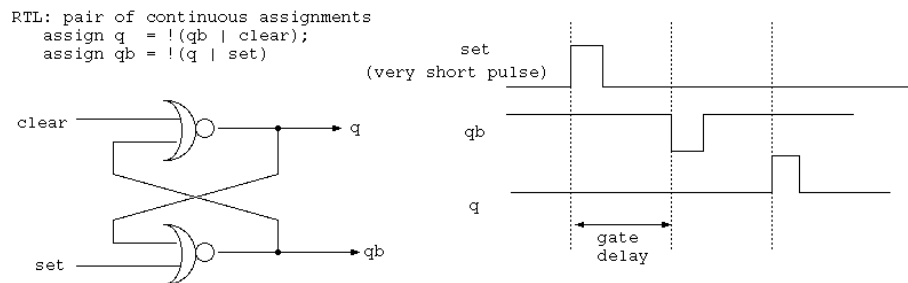 RTL: pair of continuous assignments
assign q  = !(qb | clear);
assign qb = !(q | set)
clear
q
set
qb
set
(very short pulse)
qb
q
gate
delay